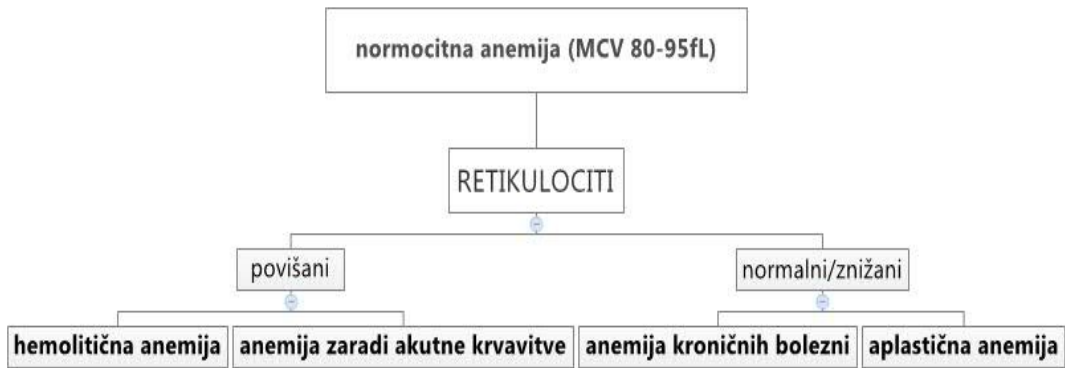 normocitna anemija (MCV 80-95fL)
RETIKULOCITI
povišani
normalni/znižani
hemolitična anemija
anemija zaradi akutne krvavitve
anemija kroničnih bolezni
aplastična anemija